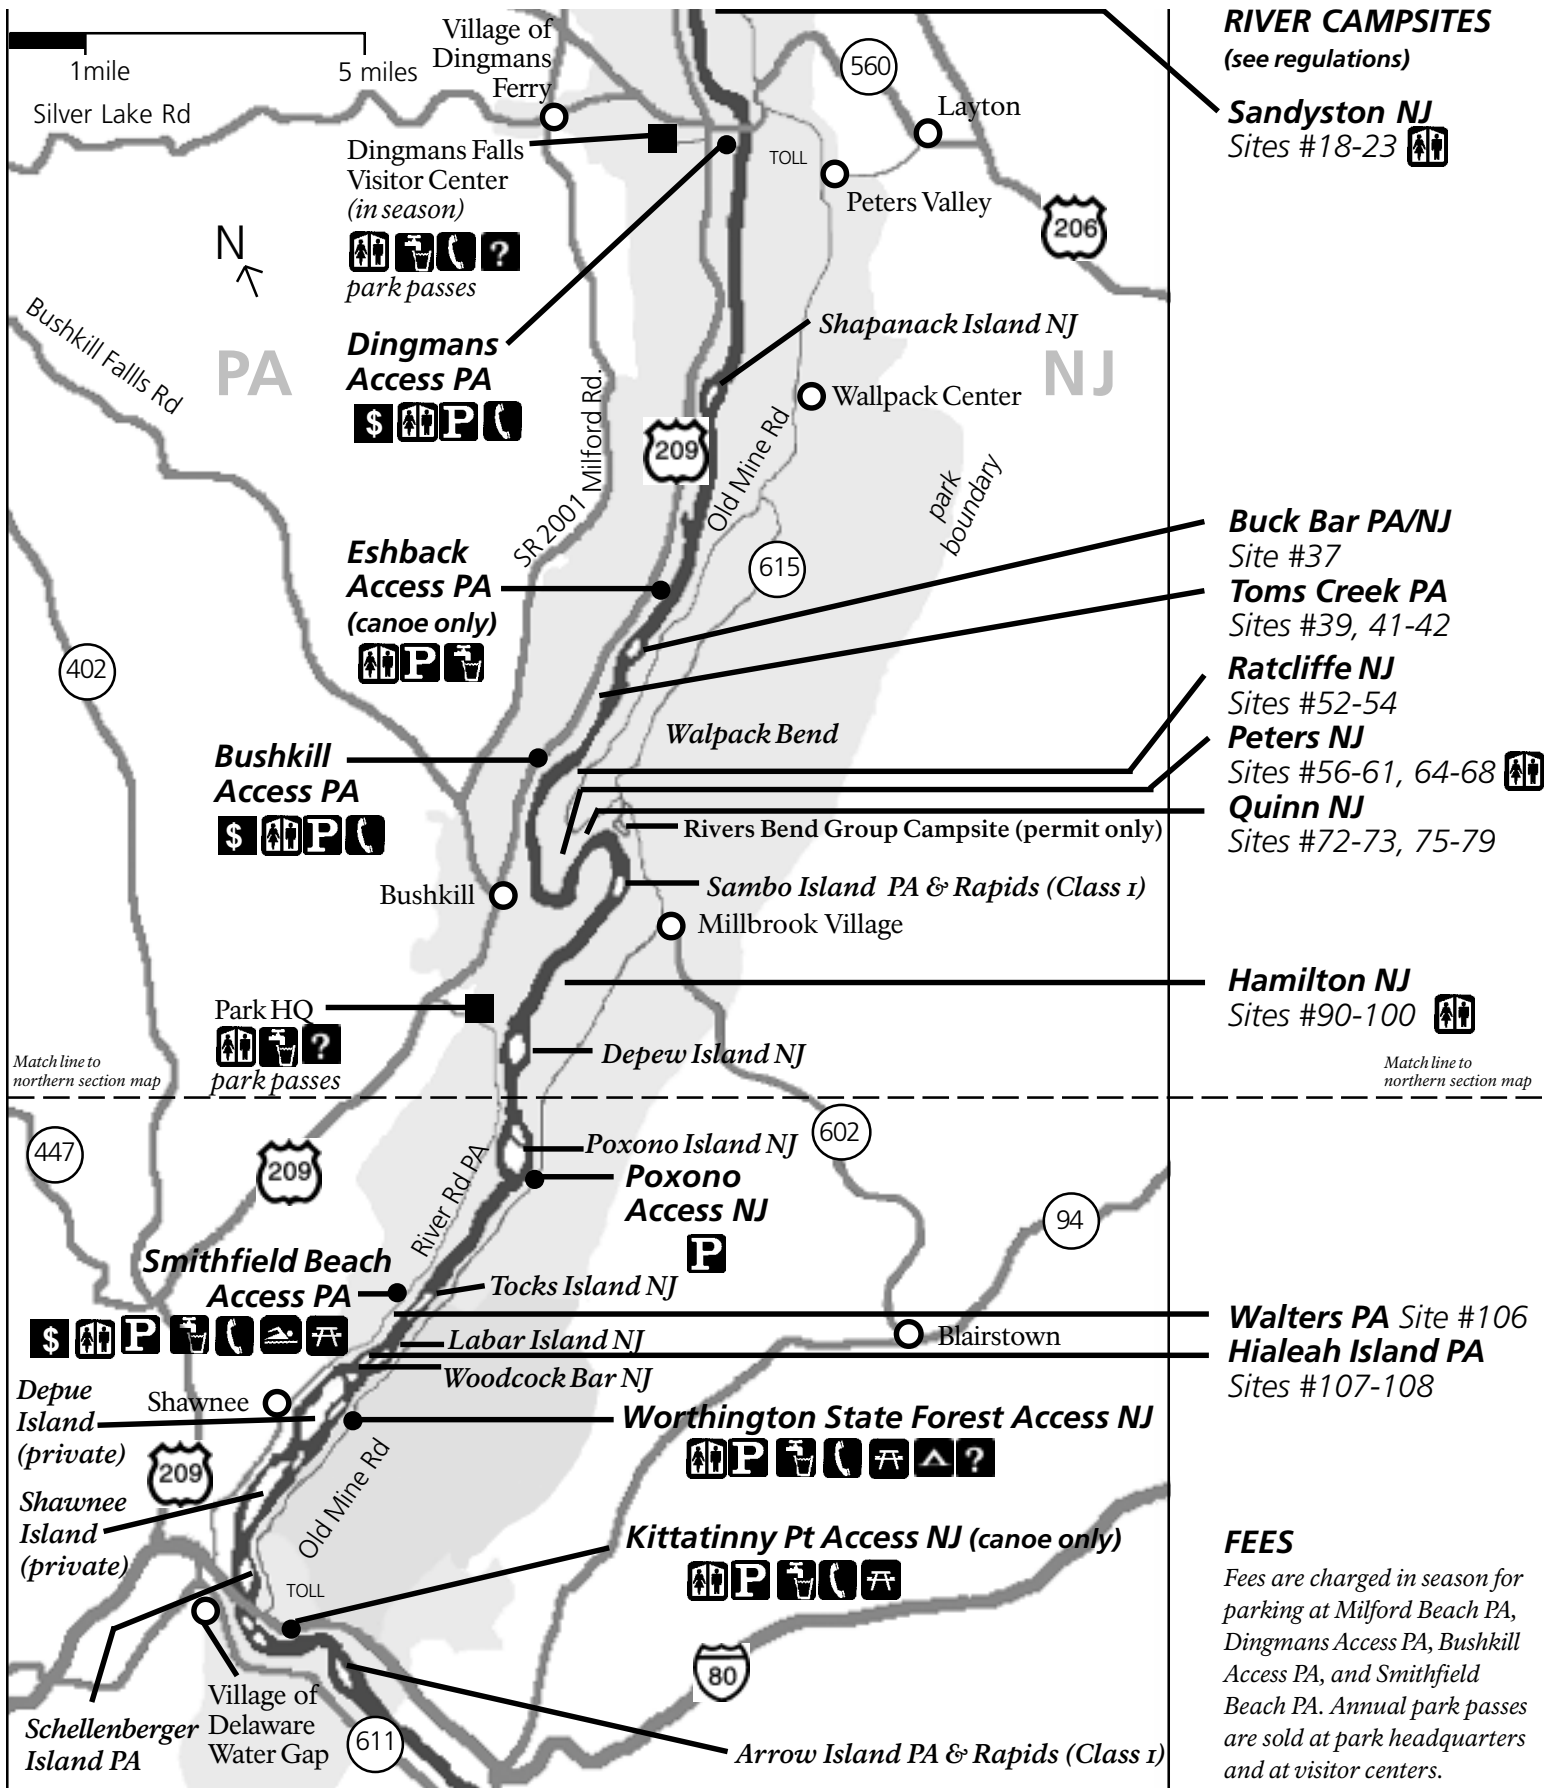 1mile
5 miles
Silver Lake Rd
Village of
Dingmans
Ferry
560
Layton
TOLL
Peters Valley
206
Dingmans Falls
Visitor Center
(in season)
?
park passes
N
Bushkill Fallls Rd
PA
NJ
Dingmans
Access PA
$ P
Milford Rd.
SR 2001
Shapanack Island NJ
Wallpack Center
209
Old Mine Rd
park
boundary
615
Eshback
Access PA
(canoe only)
P
402
Walpack Bend
Bushkill
Access PA
$ P
Rivers Bend Group Campsite (permit only)
Bushkill
Sambo Island PA & Rapids (Class 1)
Millbrook Village
Park HQ
?
park passes
Depew Island NJ
Match line to
northern section map
Match line to
northern section map
447
209
602
River Rd PA
Poxono Island NJ
Poxono
Access NJ
P
94
Smithfield Beach
Access PA
$ P
Tocks Island NJ
Labar Island NJ
Woodcock Bar NJ
Blairstown
Depue
Island
(private)
Shawnee
209
Worthington State Forest Access NJ
P ?
Shawnee
Island
(private)
Old Mine Rd
Kittatinny Pt Access NJ (canoe only)
P
TOLL
80
Schellenberger
Island PA
Village of
Delaware
Water Gap
611
Arrow Island PA & Rapids (Class 1)
RIVER CAMPSITES
(see regulations)
Sandyston NJ
Sites #18-23
Buck Bar PA/NJ
Site #37
Toms Creek PA
Sites #39, 41-42
Ratcliffe NJ
Sites #52-54
Peters NJ
Sites #56-61, 64-68
Quinn NJ
Sites #72-73, 75-79
Hamilton NJ
Sites #90-100
Walters PA Site #106
Hialeah Island PA
Sites #107-108
FEES
Fees are charged in season for
parking at Milford Beach PA,
Dingmans Access PA, Bushkill
Access PA, and Smithfield
Beach PA. Annual park passes
are sold at park headquarters
and at visitor centers.